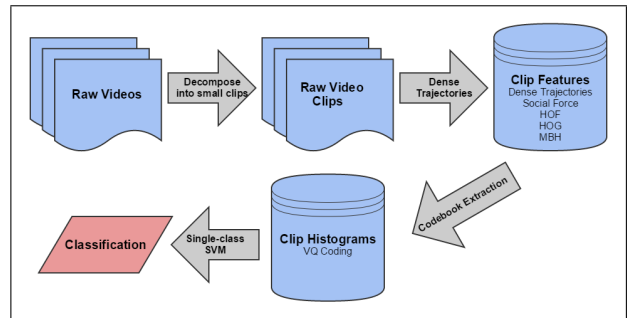 Raw Videos
Decompose
into small clips
Raw Video
Clips
Dense
Trajectories
Clip Features
Dense Trajectories
Social Force
HOF
HOG
MBH
Codebook Extraction
Clip Histograms
VQ Coding
Single-class
SVM
Classification